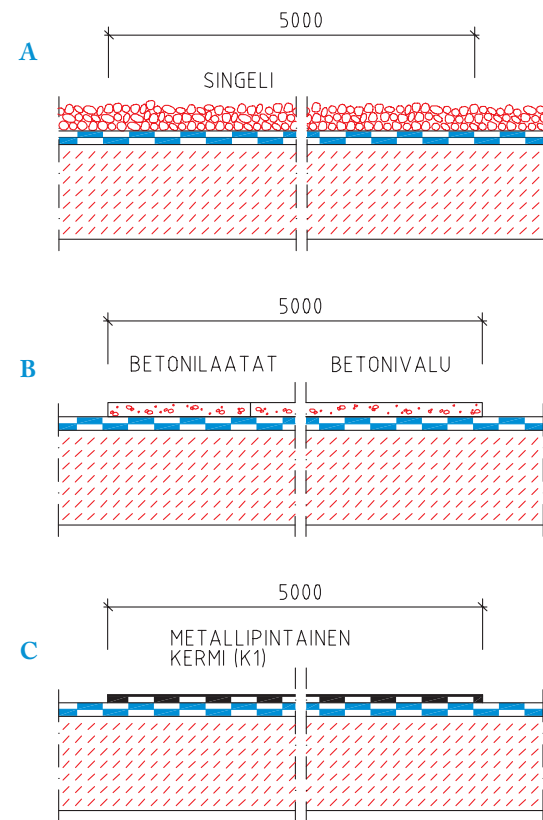 5000
A
SINGELI
5000
B
BETONILAATAT BETONIVALU
5000
C
METALLIPINTAINEN
KERMI (K1)